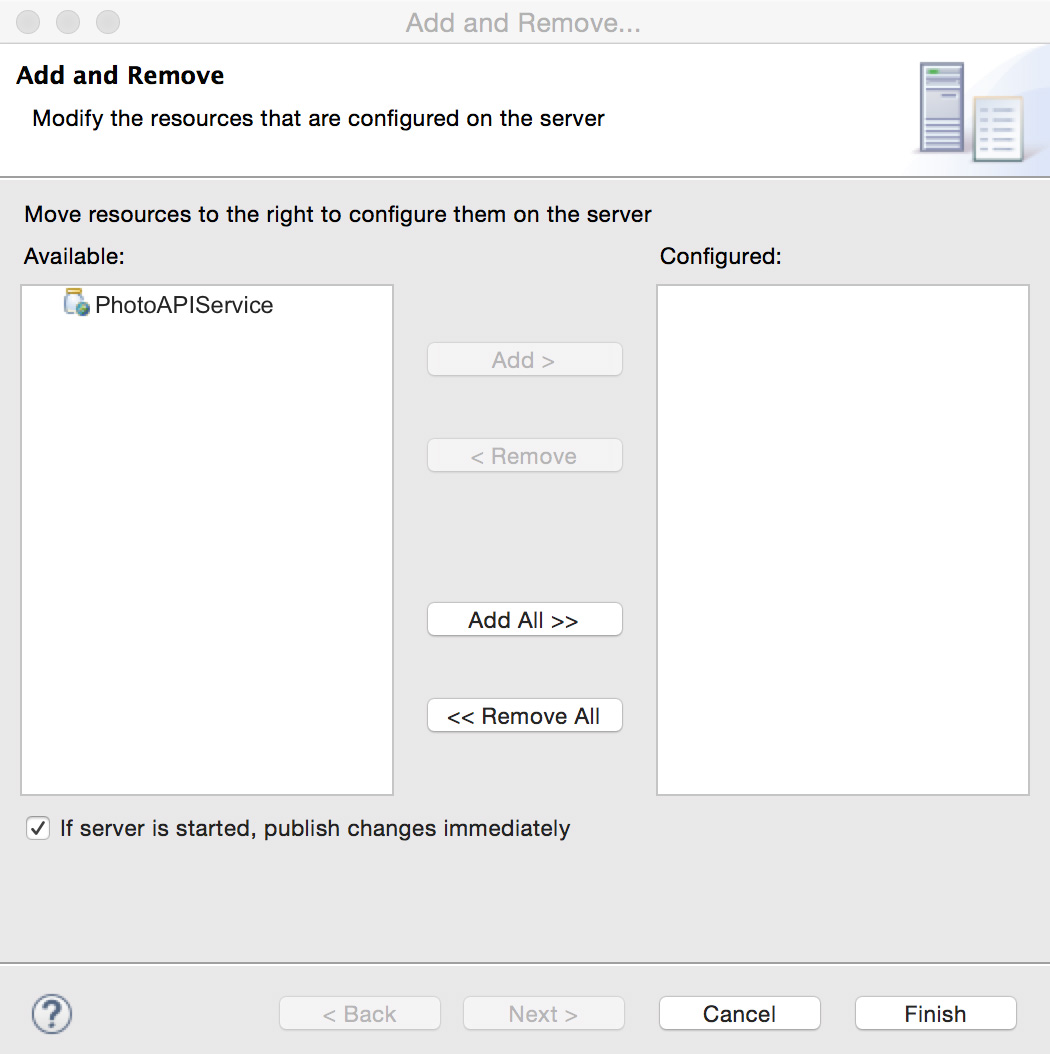 Add and Remove...
Add and Remove
Modify the resources that are configured on the server
Move resources to the right to configure them on the server
Available:
Configured:
PhotoAPIService
Add >
< Remove
Add All >>
<< Remove All
If server is started, publish changes immediately
?
< Back
Next >
Cancel
Finish